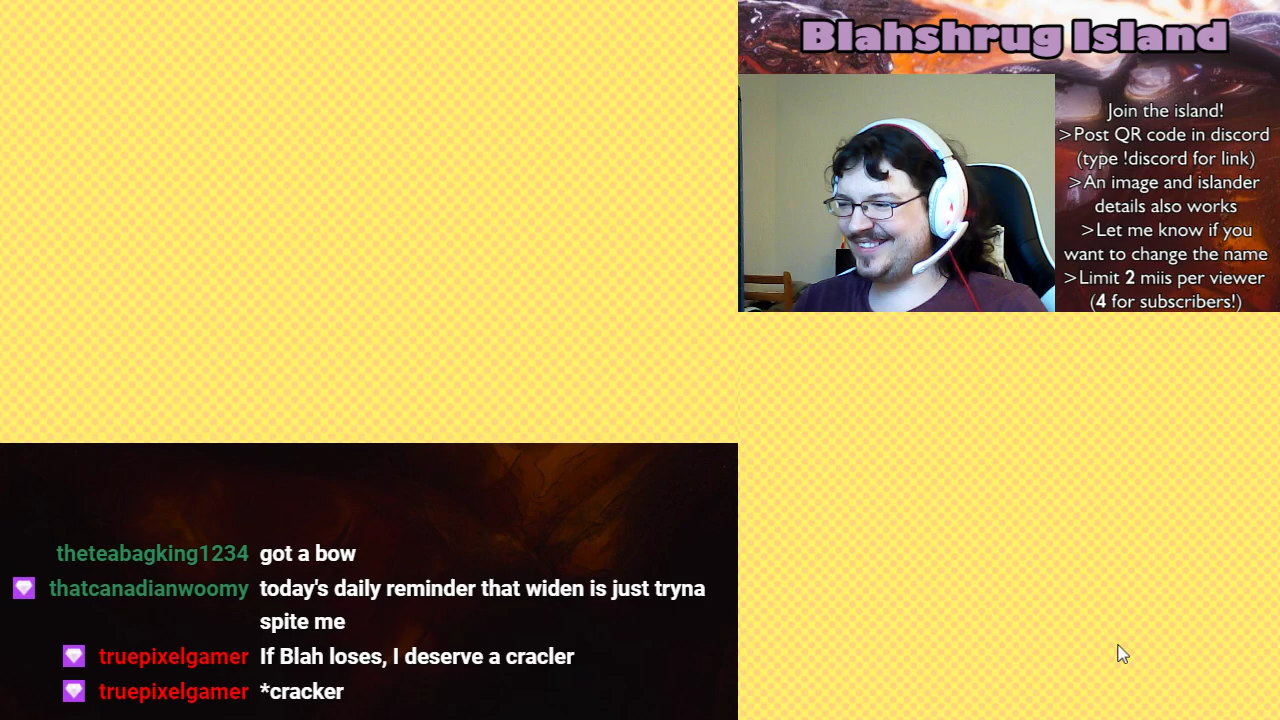 Blahshrug Island
Join the island!
>Post QR code in discord
(type !discord for link)
>An image and islander
details also works
>Let me know if you
want to change the name
>Limit 2 miis per viewer
(4 for subscribers!)
theteabagking1234 got a bow
thatcanadianwoomy today's daily reminder that widen is just tryna
spite me
truepixelgamer If Blah loses, I deserve a cracler
truepixelgamer *cracker